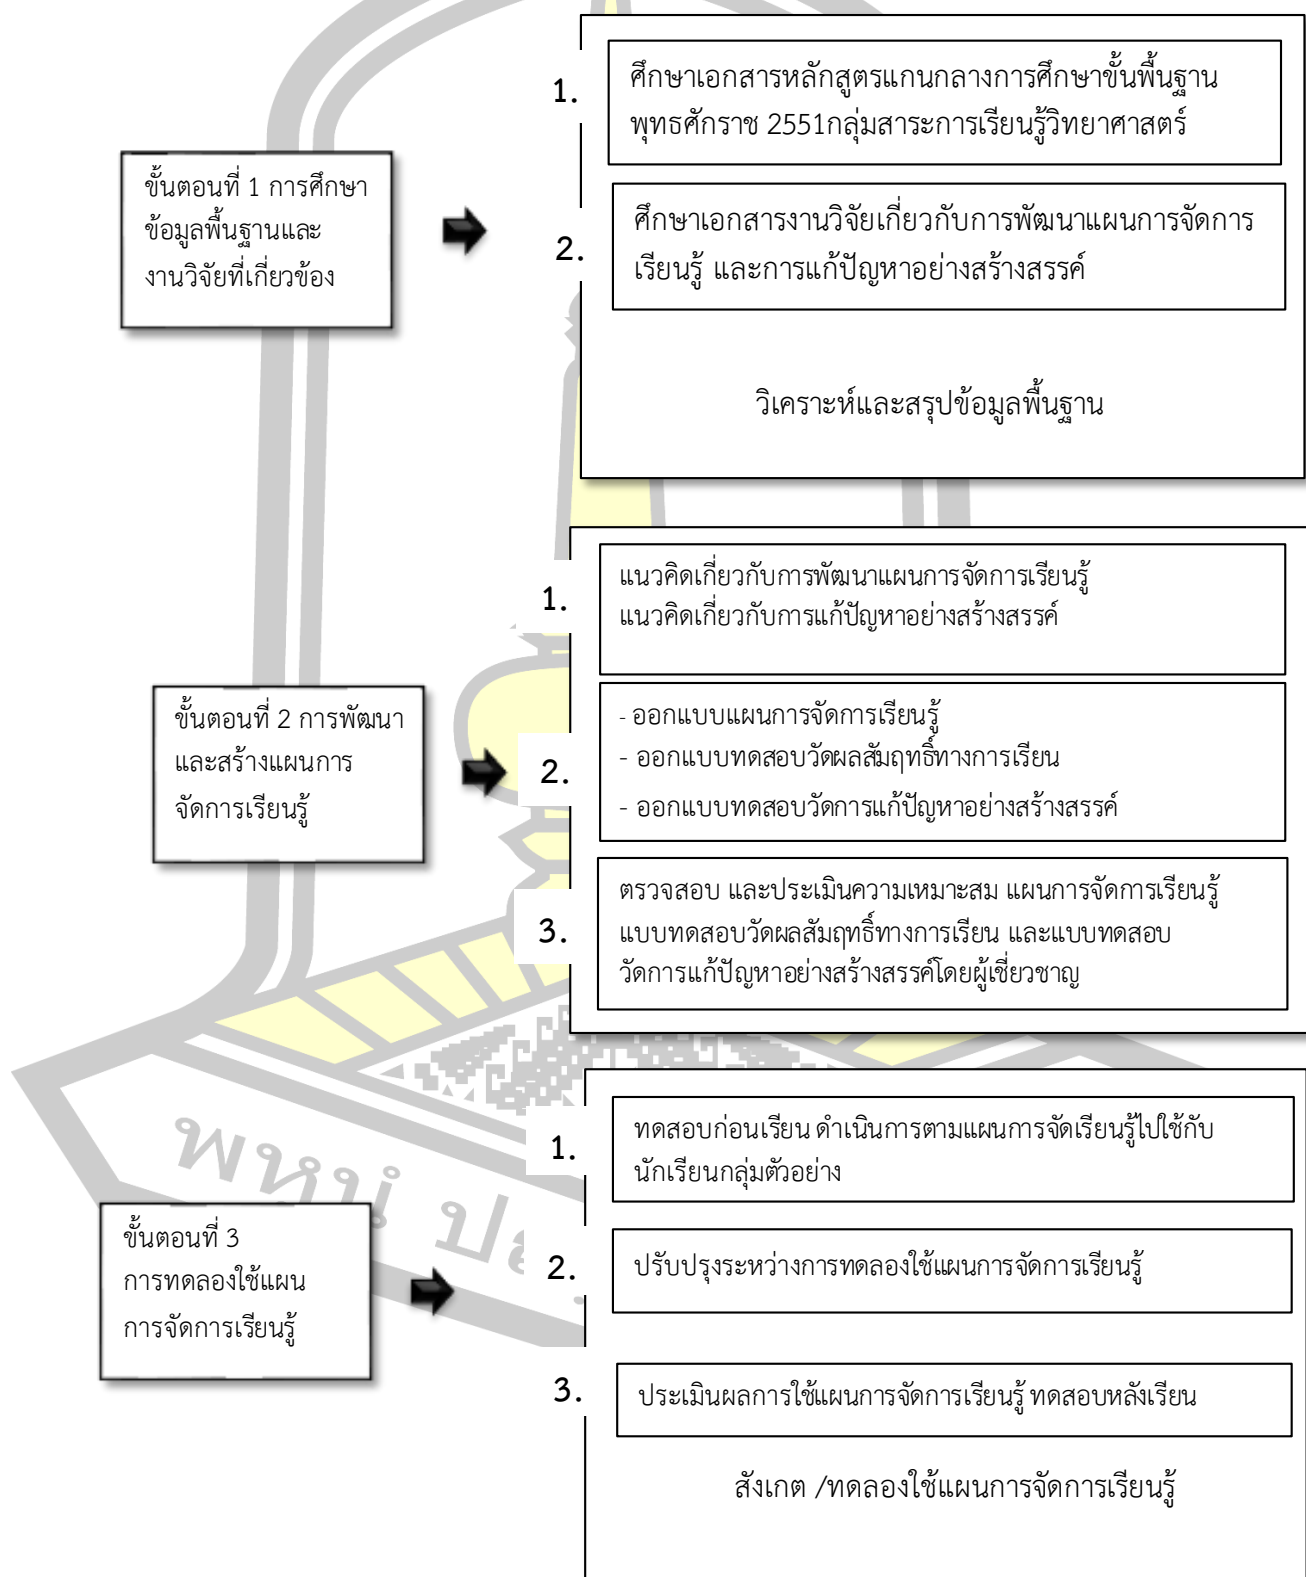 ขั้นตอนที่ 1 การศึกษา
ข้อมูลพื้นฐานและ
งานวิจัยที่เกี่ยวข้อง
1.
ศึกษาเอกสารหลักสูตรแกนกลางการศึกษาขั้นพื้นฐาน
พุทธศักราช 2551กลุ่มสาระการเรียนรู้วิทยาศาสตร์
2.
ศึกษาเอกสารงานวิจัยเกี่ยวกับการพัฒนาแผนการจัดการ
เรียนรู้ และการแก้ปัญหาอย่างสร้างสรรค์
วิเคราะห์และสรุปข้อมูลพื้นฐาน
ขั้นตอนที่ 2 การพัฒนา
และสร้างแผนการ
จัดการเรียนรู้
1.
แนวคิดเกี่ยวกับการพัฒนาแผนการจัดการเรียนรู้
แนวคิดเกี่ยวกับการแก้ปัญหาอย่างสร้างสรรค์
2.
- ออกแบบแผนการจัดการเรียนรู้
- ออกแบบทดสอบวัดผลสัมฤทธิ์ทางการเรียน
- ออกแบบทดสอบวัดการแก้ปัญหาอย่างสร้างสรรค์
3.
ตรวจสอบ และประเมินความเหมาะสม แผนการจัดการเรียนรู้
แบบทดสอบวัดผลสัมฤทธิ์ทางการเรียน และแบบทดสอบ
วัดการแก้ปัญหาอย่างสร้างสรรค์โดยผู้เชี่ยวชาญ
พหูนํ
ขั้นตอนที่ 3
การทดลองใช้แผน
การจัดการเรียนรู้
1.
ทดสอบก่อนเรียน ดำเนินการตามแผนการจัดเรียนรู้ไปใช้กับ
นักเรียนกลุ่มตัวอย่าง
2.
ปรับปรุงระหว่างการทดลองใช้แผนการจัดการเรียนรู้
3.
ประเมินผลการใช้แผนการจัดการเรียนรู้ ทดสอบหลังเรียน
สังเกต /ทดลองใช้แผนการจัดการเรียนรู้